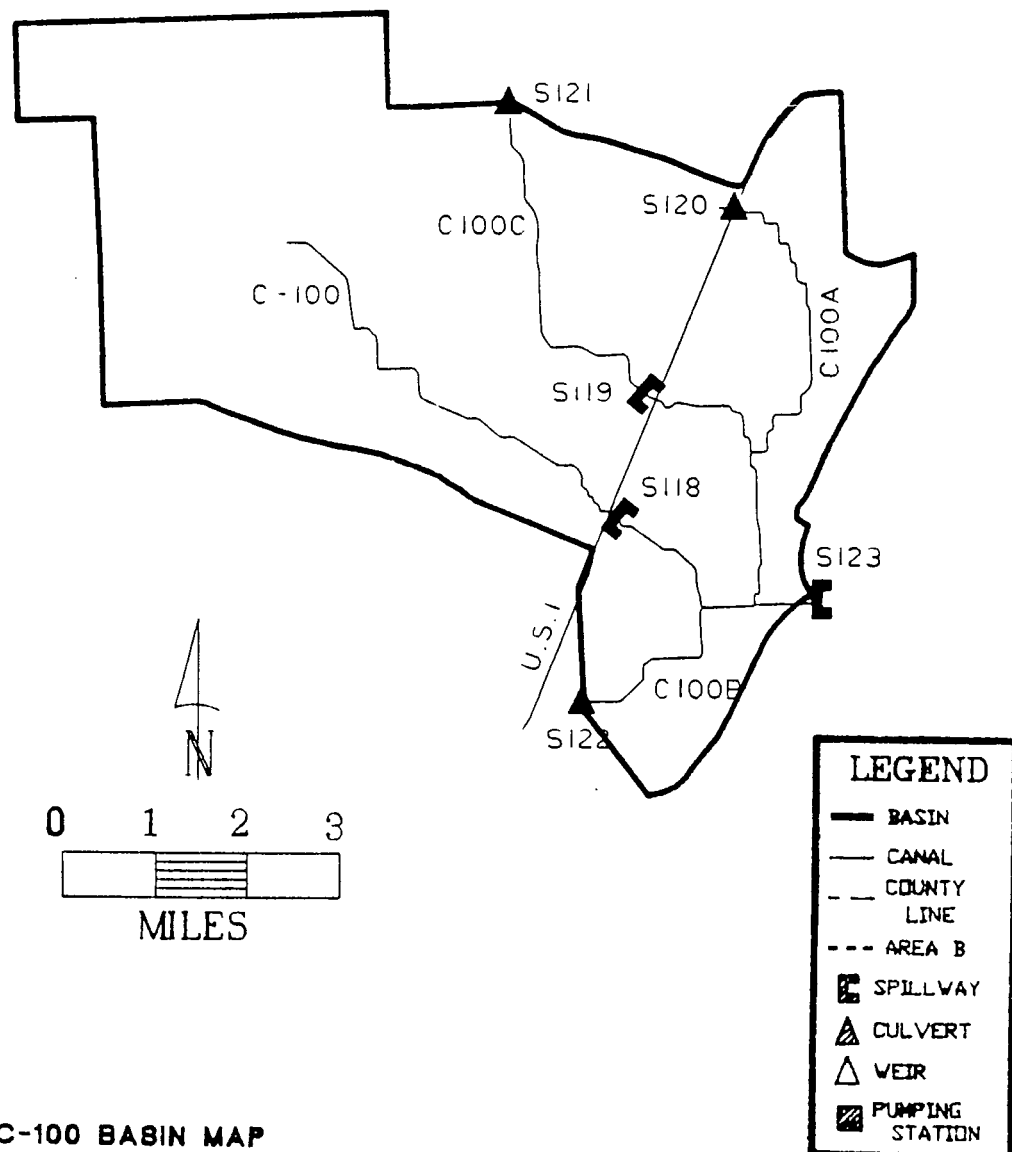 S121
S120
C100C
C-100
C100A
S119
S118
S123
U.S.1
C100B
S122
N
0 1 2 3
MILES
LEGEND
BASIN
CANAL
COUNTY
LINE
AREA B
SPILLWAY
CULVERT
WEIR
PUMPING
STATION
C-100 BASIN MAP